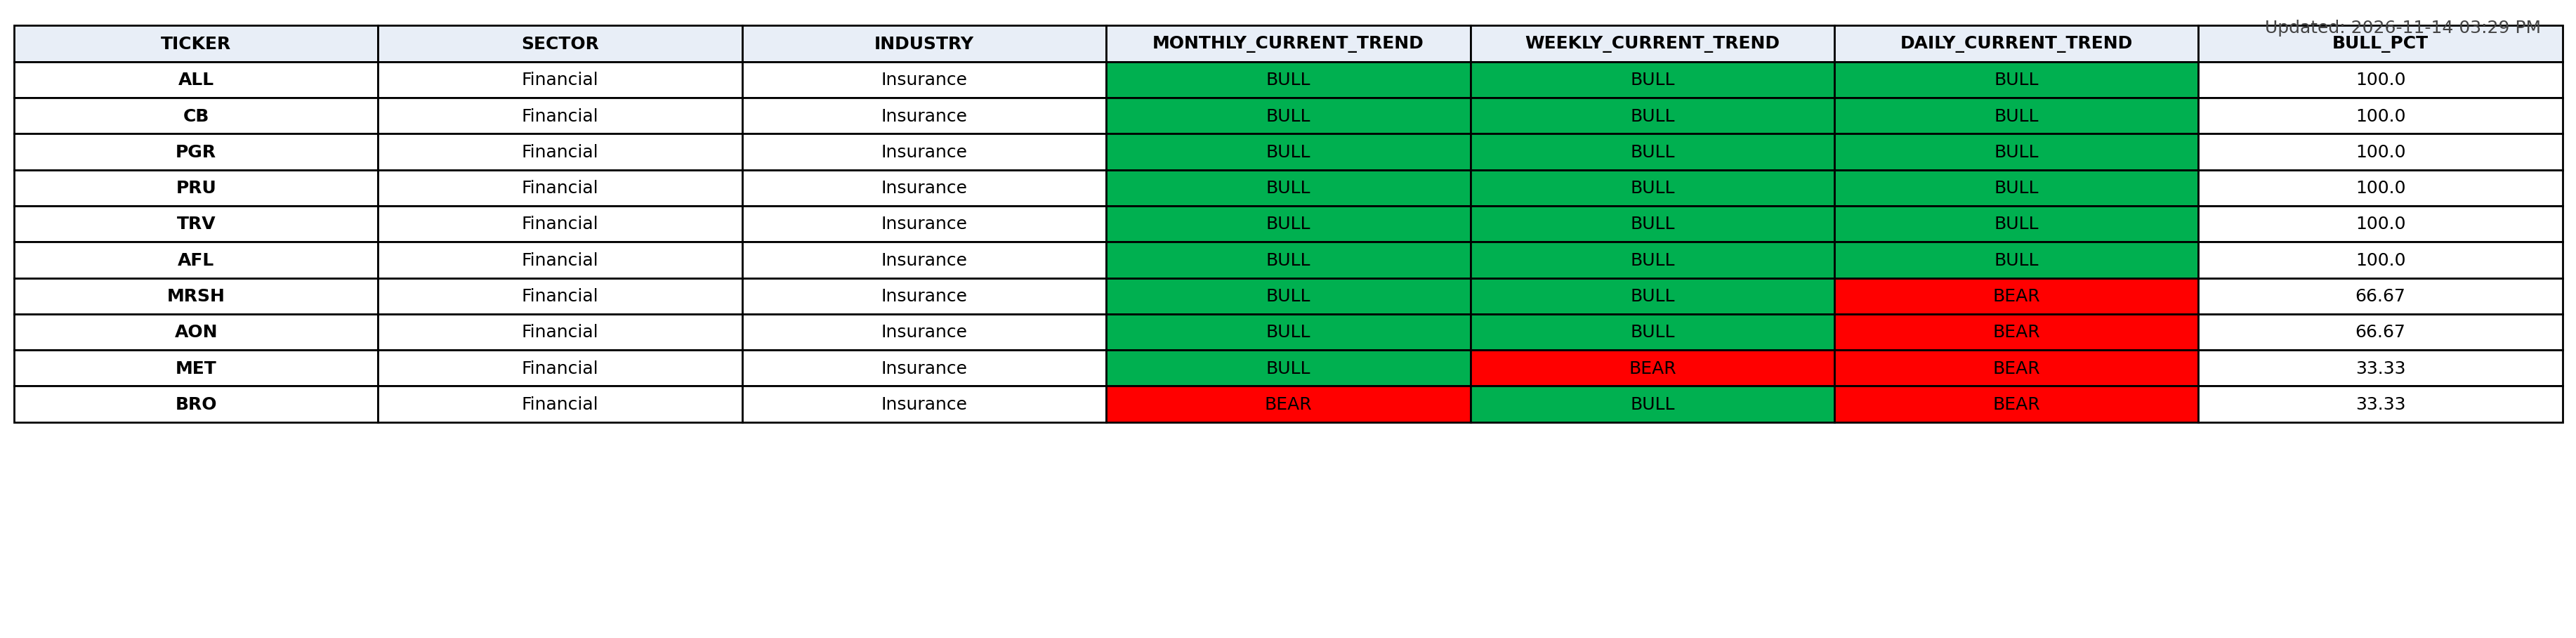 Updated: 2026-11-14 03:29 PM
TICKER SECTOR INDUSTRY MONTHLY_CURRENT_TREND WEEKLY_CURRENT_TREND DAILY_CURRENT_TREND BULL_PCT
ALL Financial Insurance BULL BULL BULL 100.0
CB Financial Insurance BULL BULL BULL 100.0
PGR Financial Insurance BULL BULL BULL 100.0
PRU Financial Insurance BULL BULL BULL 100.0
TRV Financial Insurance BULL BULL BULL 100.0
AFL Financial Insurance BULL BULL BULL 100.0
MRSH Financial Insurance BULL BULL BEAR 66.67
AON Financial Insurance BULL BULL BEAR 66.67
MET Financial Insurance BULL BEAR BEAR 33.33
BRO Financial Insurance BEAR BULL BEAR 33.33